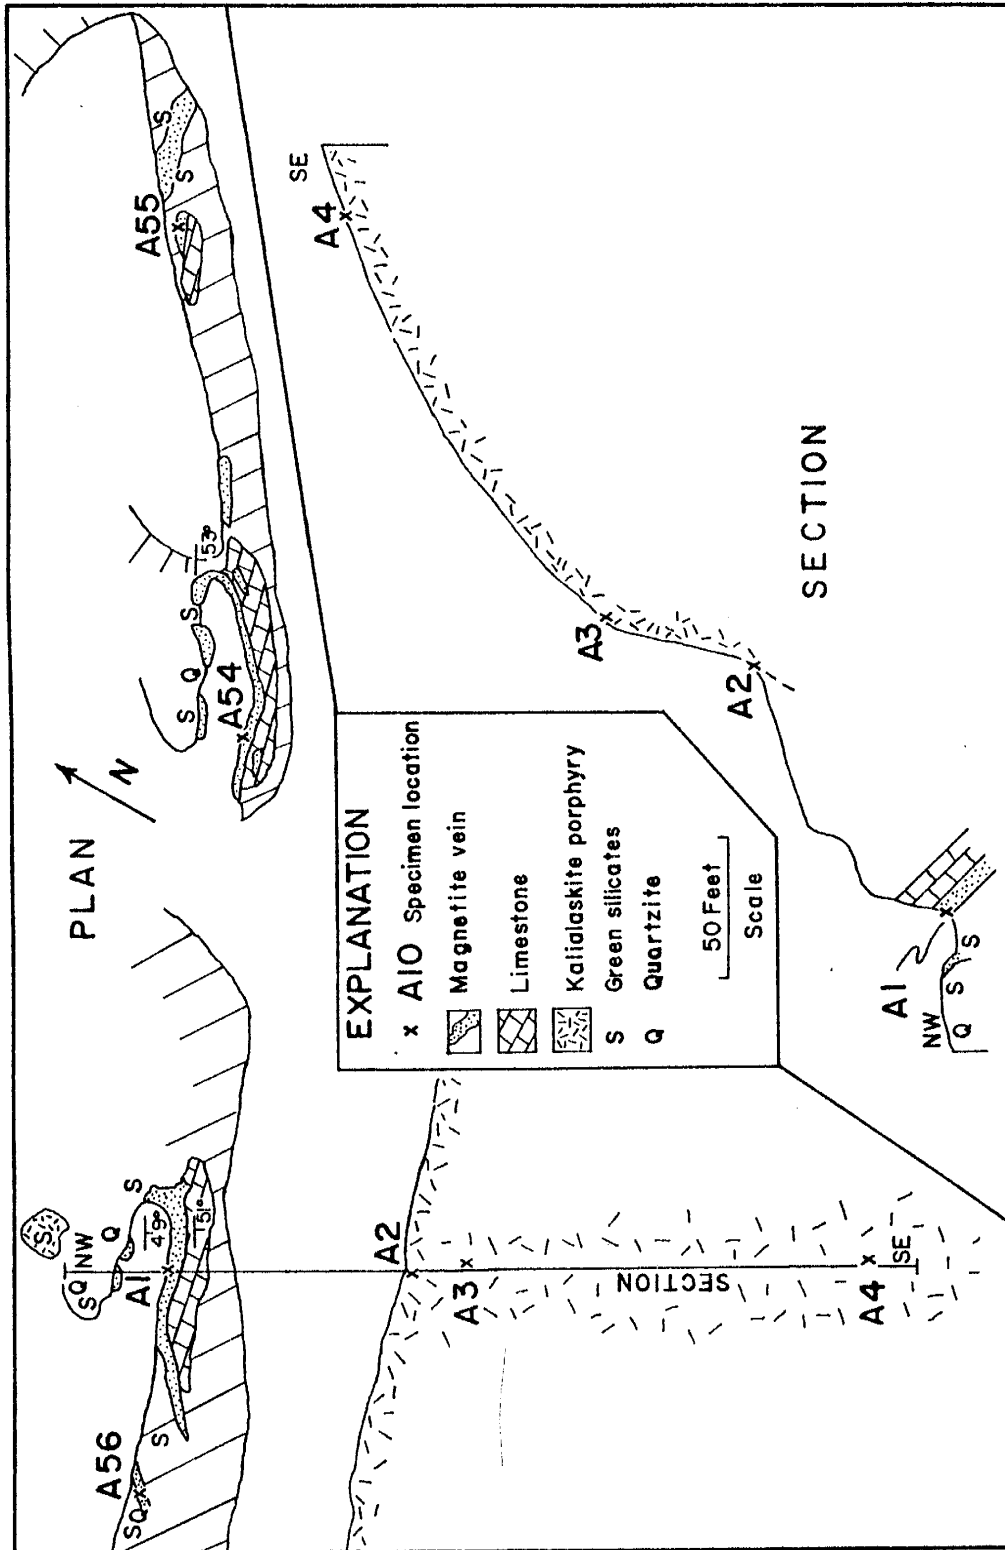 PLAN
N
S
Q
NW
Q
S
A1
49°
51°
S
A56
S
Q
S
S
Q
S
A54
53°
A55
S
S
A2
A3
SECTION
A4
SE
EXPLANATION
x A10 Specimen location
Magnetite vein
Limestone
Kalialaskite porphyry
S Green silicates
Q Quartzite
50 Feet
Scale
SECTION
NW
Q
S
S
A1
A2
A3
A4
SE